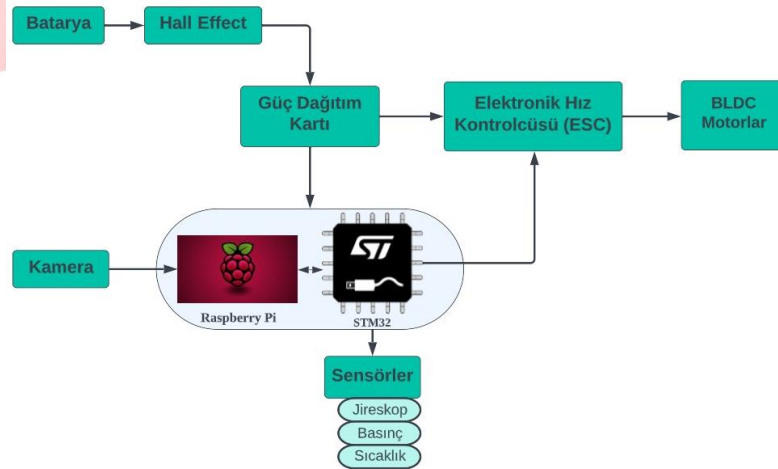 Batarya
Hall Effect
Güç Dağıtım
Kartı
Elektronik Hız
Kontrolcüsü (ESC)
BLDC
Motorlar
Kamera
Raspberry Pi
ST
STM32
Sensörler
Jireskop
Basınç
Sıcaklık